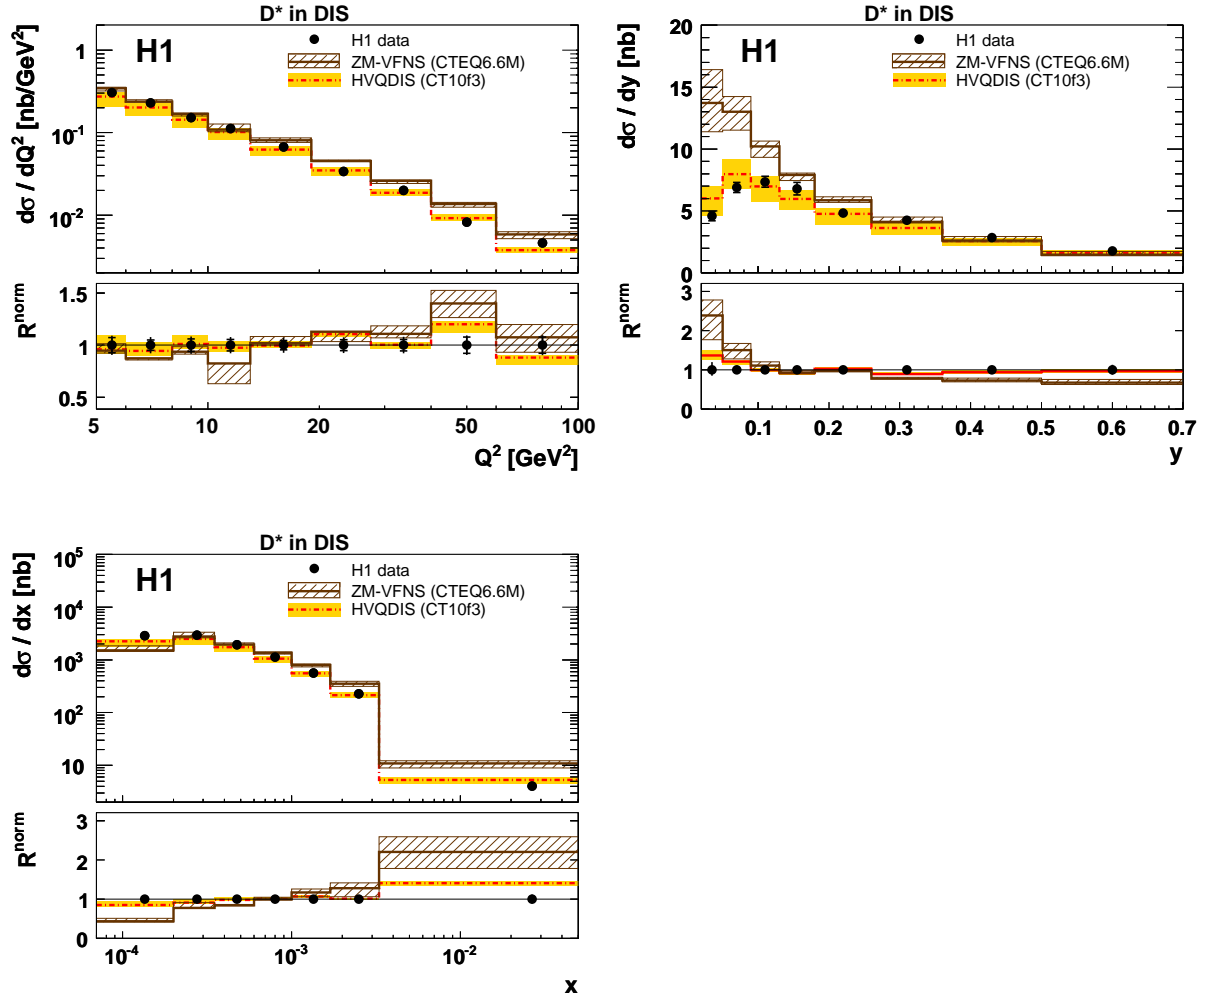 D* in DIS
H1
H1 data
ZM-VFNS (CTEQ6.6M)
HVQDIS (CT10f3)
dσ / dQ² [nb/GeV²]
1
10⁻¹
10⁻²
R^norm
1.5
1
0.5
5 10 20 50 100
Q² [GeV²]
D* in DIS
H1
H1 data
ZM-VFNS (CTEQ6.6M)
HVQDIS (CT10f3)
dσ / dy [nb]
20
15
10
5
0
R^norm
3
2
1
0
0.1 0.2 0.3 0.4 0.5 0.6 0.7
y
D* in DIS
H1
H1 data
ZM-VFNS (CTEQ6.6M)
HVQDIS (CT10f3)
dσ / dx [nb]
10⁵
10⁴
10³
10²
10
R^norm
3
2
1
0
10⁻⁴ 10⁻³ 10⁻²
x